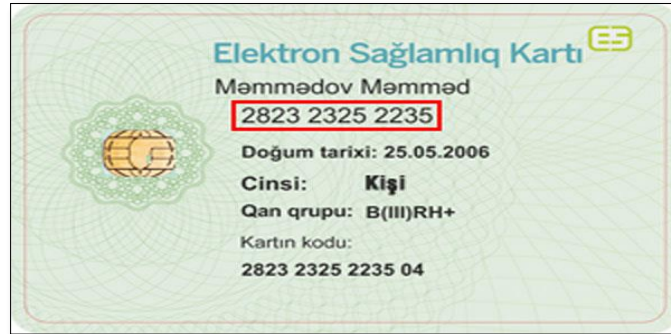 ES
Elektron Sağlamlıq Kartı
Məmmədov Məmməd
2823 2325 2235
Doğum tarixi: 25.05.2006
Cinsi: Kişi
Qan qrupu: B(III)RH+
Kartın kodu:
2823 2325 2235 04